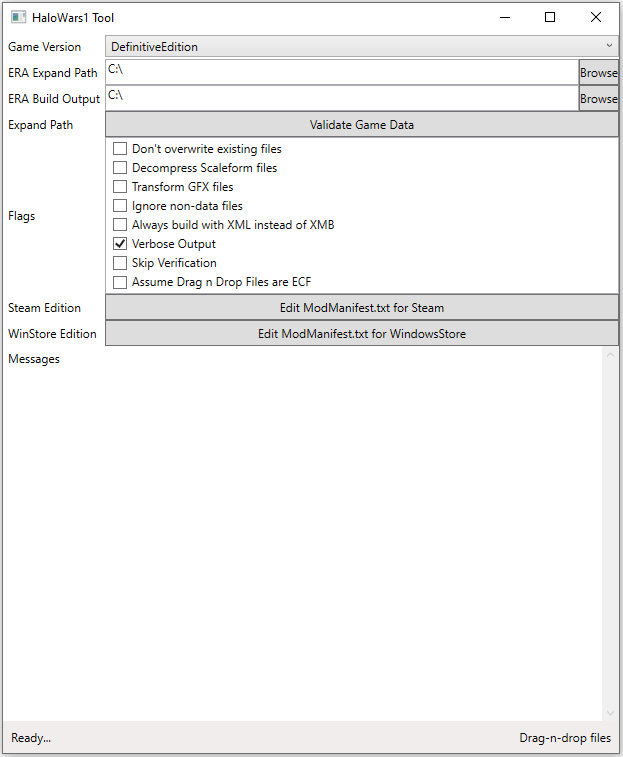 HaloWars1 Tool
Game Version DefinitiveEdition
ERA Expand Path C:\ Browse
ERA Build Output C:\ Browse
Expand Path Validate Game Data
Don't overwrite existing files
Decompress Scaleform files
Transform GFX files
Ignore non-data files
Flags
Always build with XML instead of XMB
Verbose Output
Skip Verification
Assume Drag n Drop Files are ECF
Steam Edition Edit ModManifest.txt for Steam
WinStore Edition Edit ModManifest.txt for WindowsStore
Messages
Ready... Drag-n-drop files